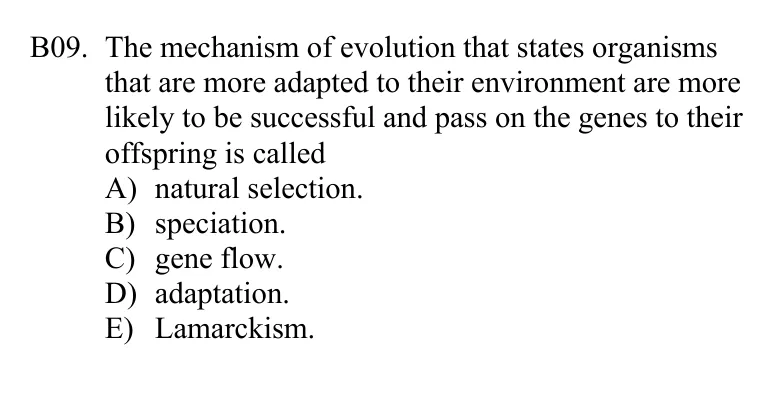 B09. The mechanism of evolution that states organisms
that are more adapted to their environment are more
likely to be successful and pass on the genes to their
offspring is called
A) natural selection.
B) speciation.
C) gene flow.
D) adaptation.
E) Lamarckism.